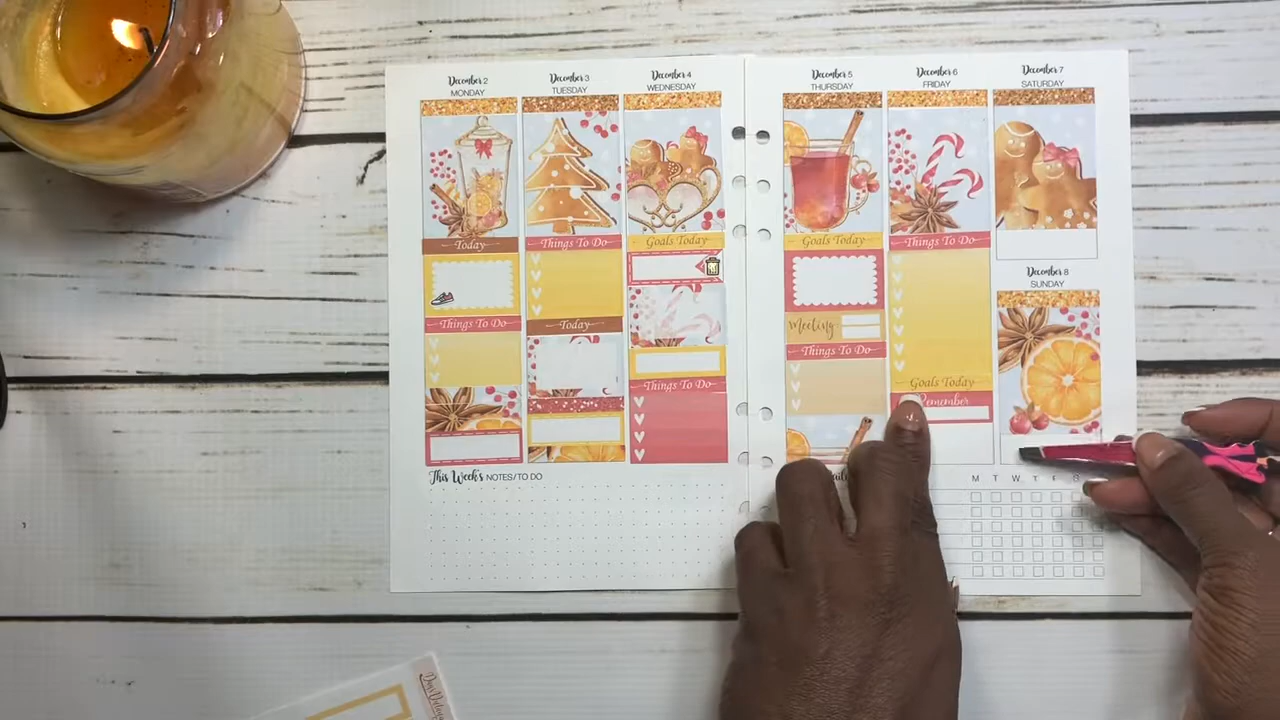 December 2
MONDAY
Today
Things To Do
December 3
TUESDAY
Things To Do
Today
December 4
WEDNESDAY
Goals Today
Things To Do
This Week's NOTES/TO DO
December 5
THURSDAY
Goals Today
Meeting
Things To Do
December 6
FRIDAY
Things To Do
Goals Today
Remember
December 7
SATURDAY
December 8
SUNDAY
M T W T F S